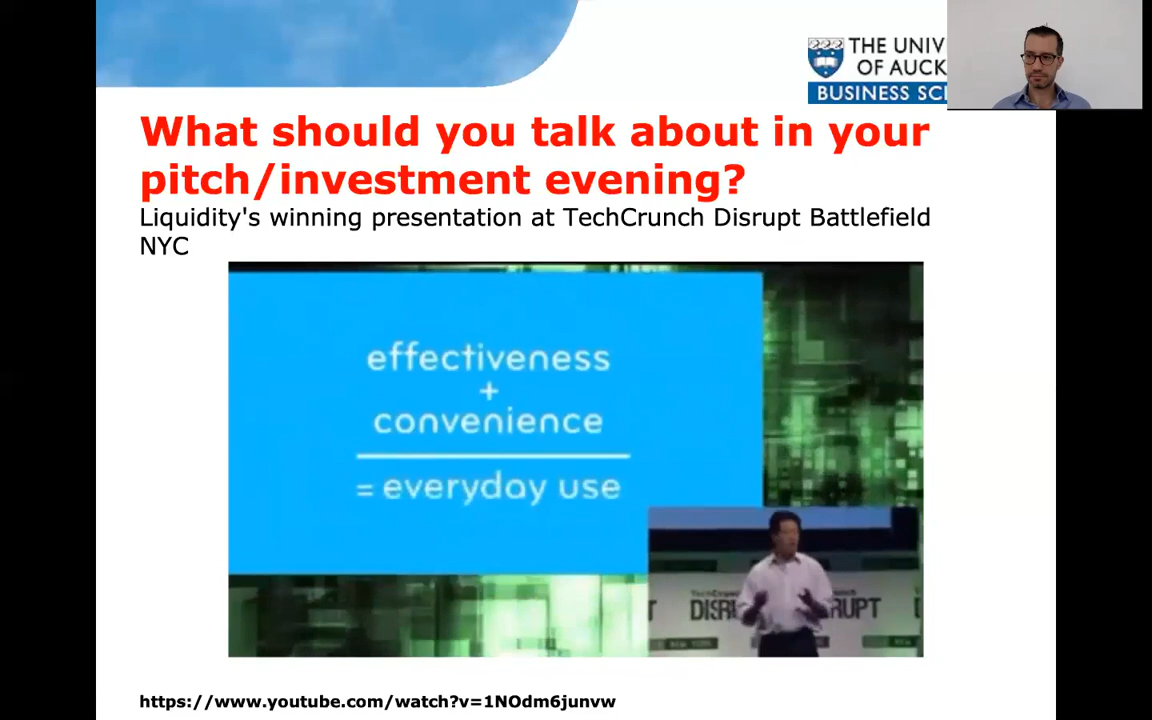 THE UNIV
OF AUCK
BUSINESS SC
What should you talk about in your
pitch/investment evening?
Liquidity's winning presentation at TechCrunch Disrupt Battlefield
NYC
effectiveness
+
convenience
= everyday use
DISRUPT
https://www.youtube.com/watch?v=1NOdm6junvw